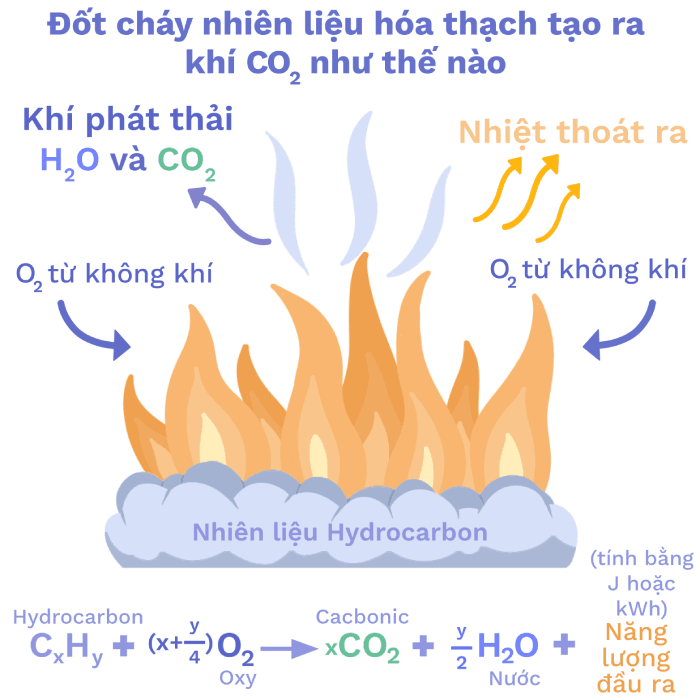 Đốt cháy nhiên liệu hóa thạch tạo ra
khí CO₂ như thế nào
Khí phát thải
H₂O và CO₂
Nhiệt thoát ra
O₂ từ không khí
O₂ từ không khí
Nhiên liệu Hydrocarbon
(tính bằng
J hoặc
kWh)
Hydrocarbon
Cacbonic
CxHy + (x+y/4)O₂ → xCO₂ + y/2 H₂O + Năng
lượng
đầu ra
Oxy
Nước